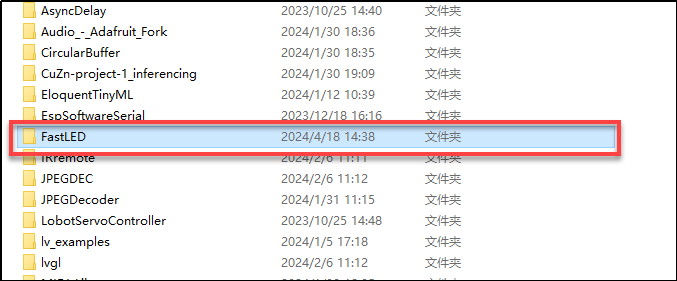 AsyncDelay 2023/10/25 14:40 文件夹
Audio_-_Adafruit_Fork 2024/1/30 18:36 文件夹
CircularBuffer 2024/1/30 18:35 文件夹
CuZn-project-1_inferencing 2024/1/30 19:09 文件夹
EloquentTinyML 2024/1/12 10:39 文件夹
EspSoftwareSerial 2023/12/18 16:16 文件夹
FastLED 2024/4/18 14:38 文件夹
IRremote 2024/2/6 11:11 文件夹
JPEGDEC 2024/2/6 11:12 文件夹
JPEGDecoder 2024/1/31 11:15 文件夹
LobotServoController 2023/10/25 14:48 文件夹
lv_examples 2024/1/5 17:18 文件夹
lvgl 2024/2/6 11:12 文件夹